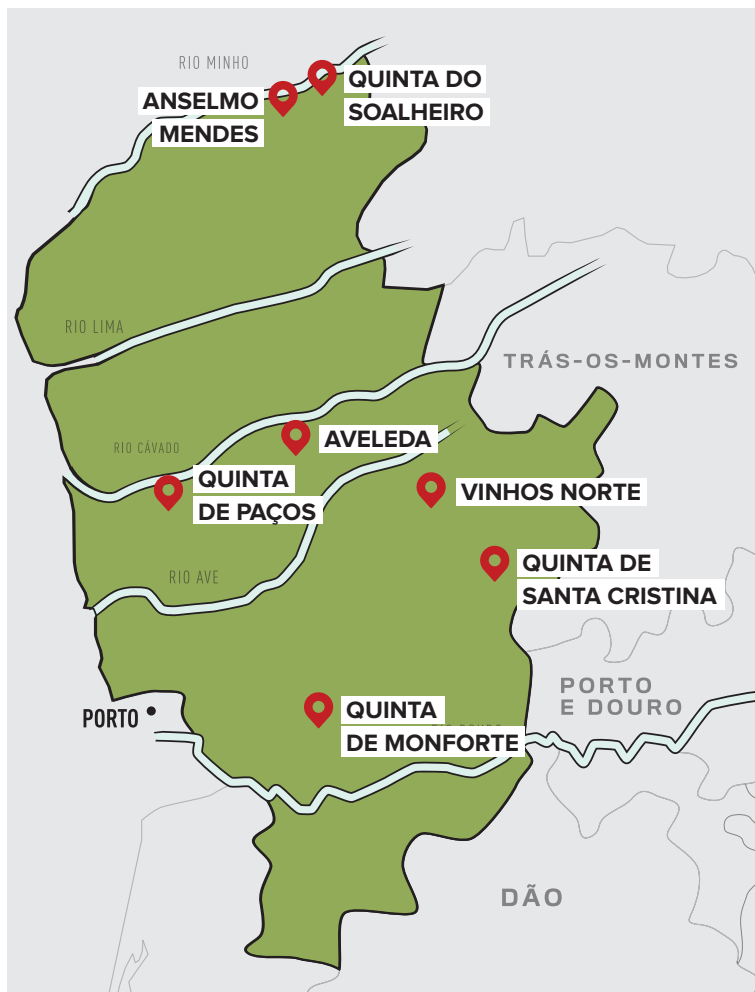 RIO MINHO
QUINTA DO
SOALHEIRO
ANSELMO
MENDES
RIO LIMA
TRÁS-OS-MONTES
AVELEDA
RIO CÁVADO
QUINTA
DE PAÇOS
VINHOS NORTE
QUINTA DE
SANTA CRISTINA
RIO AVE
PORTO
E DOURO
QUINTA
DE MONFORTE
PORTO
DÃO